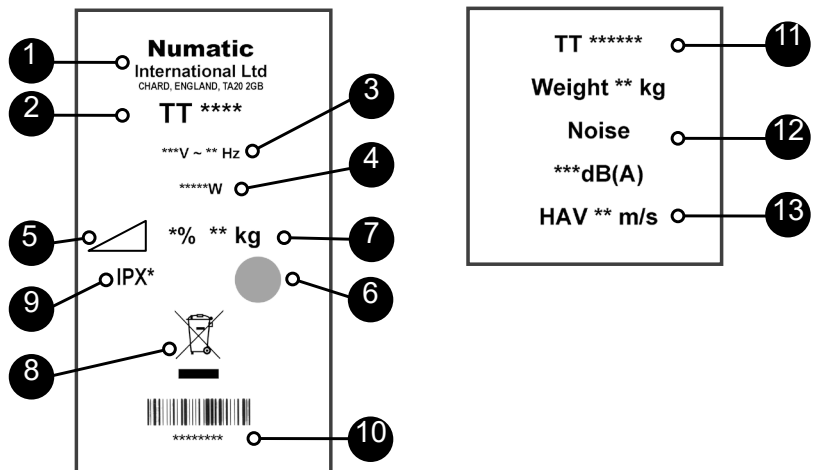 1
Numatic
International Ltd
CHARD, ENGLAND, TA20 2GB
2
TT ****
3
***V ~ ** Hz
4
*****W
5
*% ** kg
7
9
IPX*
6
8
********
10
TT ******
11
Weight ** kg
Noise
12
***dB(A)
HAV ** m/s
13